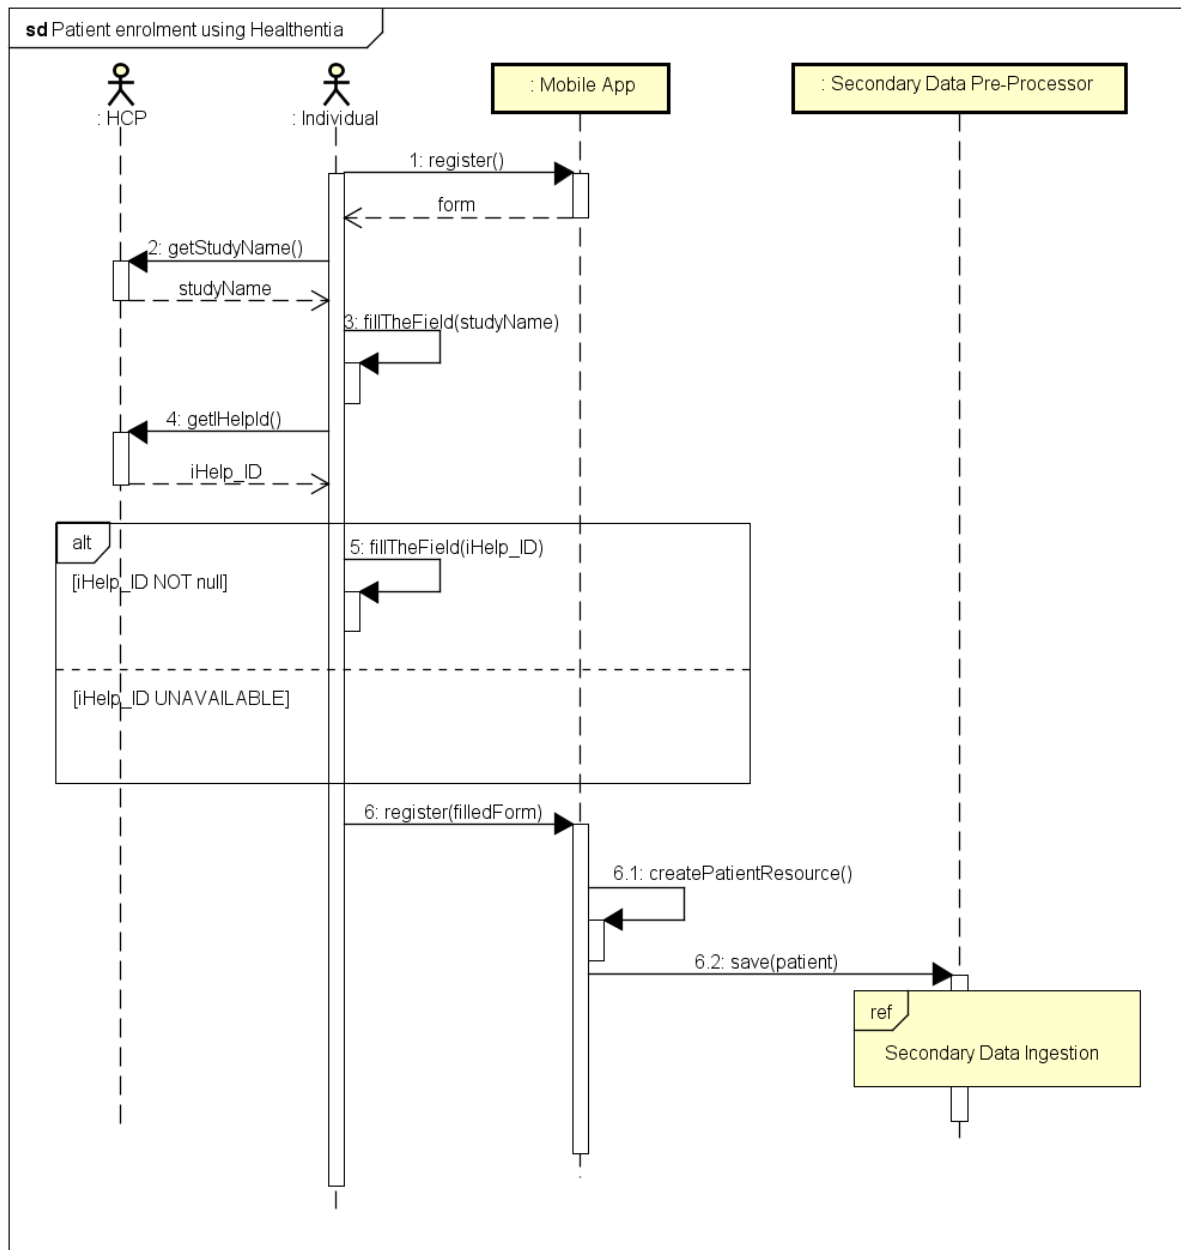 sd Patient enrolment using Healthentia
: HCP
: Individual
: Mobile App
: Secondary Data Pre-Processor
1: register()
form
2: getStudyName()
studyName
3: fillTheField(studyName)
4: getIHelpId()
iHelp_ID
alt
5: fillTheField(iHelp_ID)
[iHelp_ID NOT null]
[iHelp_ID UNAVAILABLE]
6: register(filledForm)
6.1: createPatientResource()
6.2: save(patient)
ref
Secondary Data Ingestion